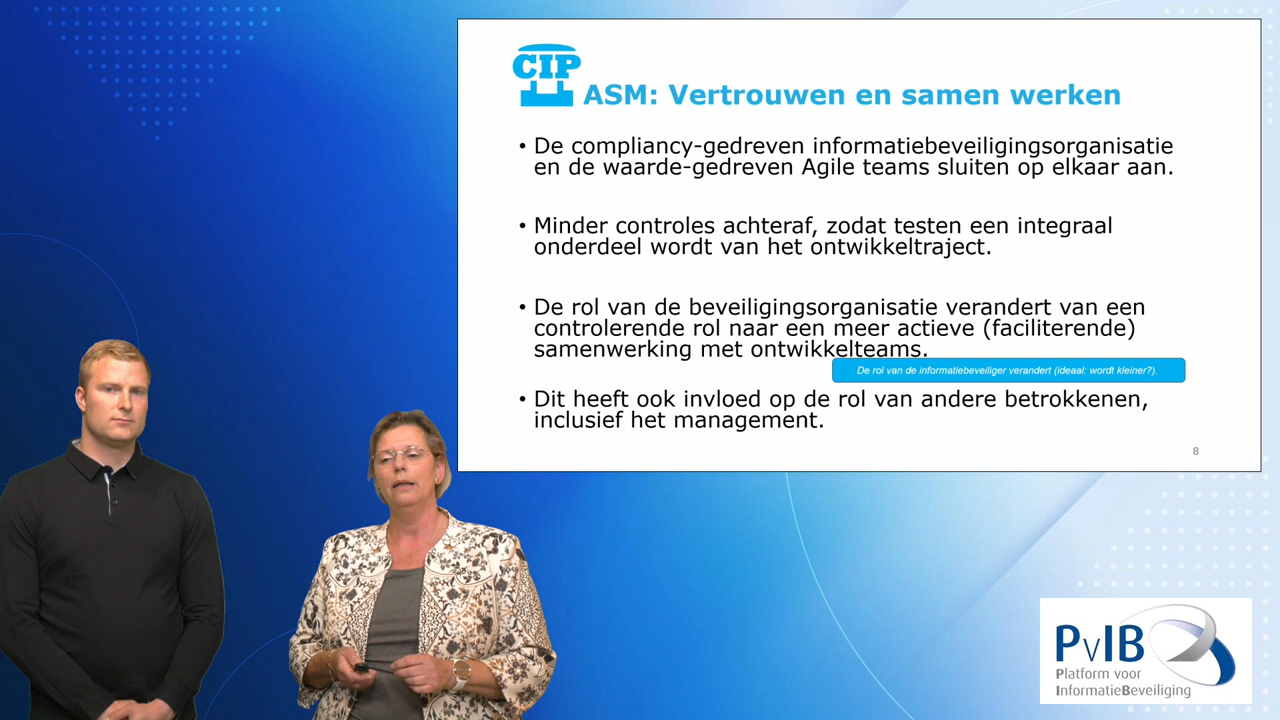 CIP
ASM: Vertrouwen en samen werken
• De compliancy-gedreven informatiebeveiligingsorganisatie
en de waarde-gedreven Agile teams sluiten op elkaar aan.
• Minder controles achteraf, zodat testen een integraal
onderdeel wordt van het ontwikkeltraject.
• De rol van de beveiligingsorganisatie verandert van een
controlerende rol naar een meer actieve (faciliterende)
samenwerking met ontwikkelteams.
De rol van de informatiebeveiliger verandert (ideaal: wordt kleiner?).
• Dit heeft ook invloed op de rol van andere betrokkenen,
inclusief het management.
8
PvIB
Platform voor
InformatieBeveiliging